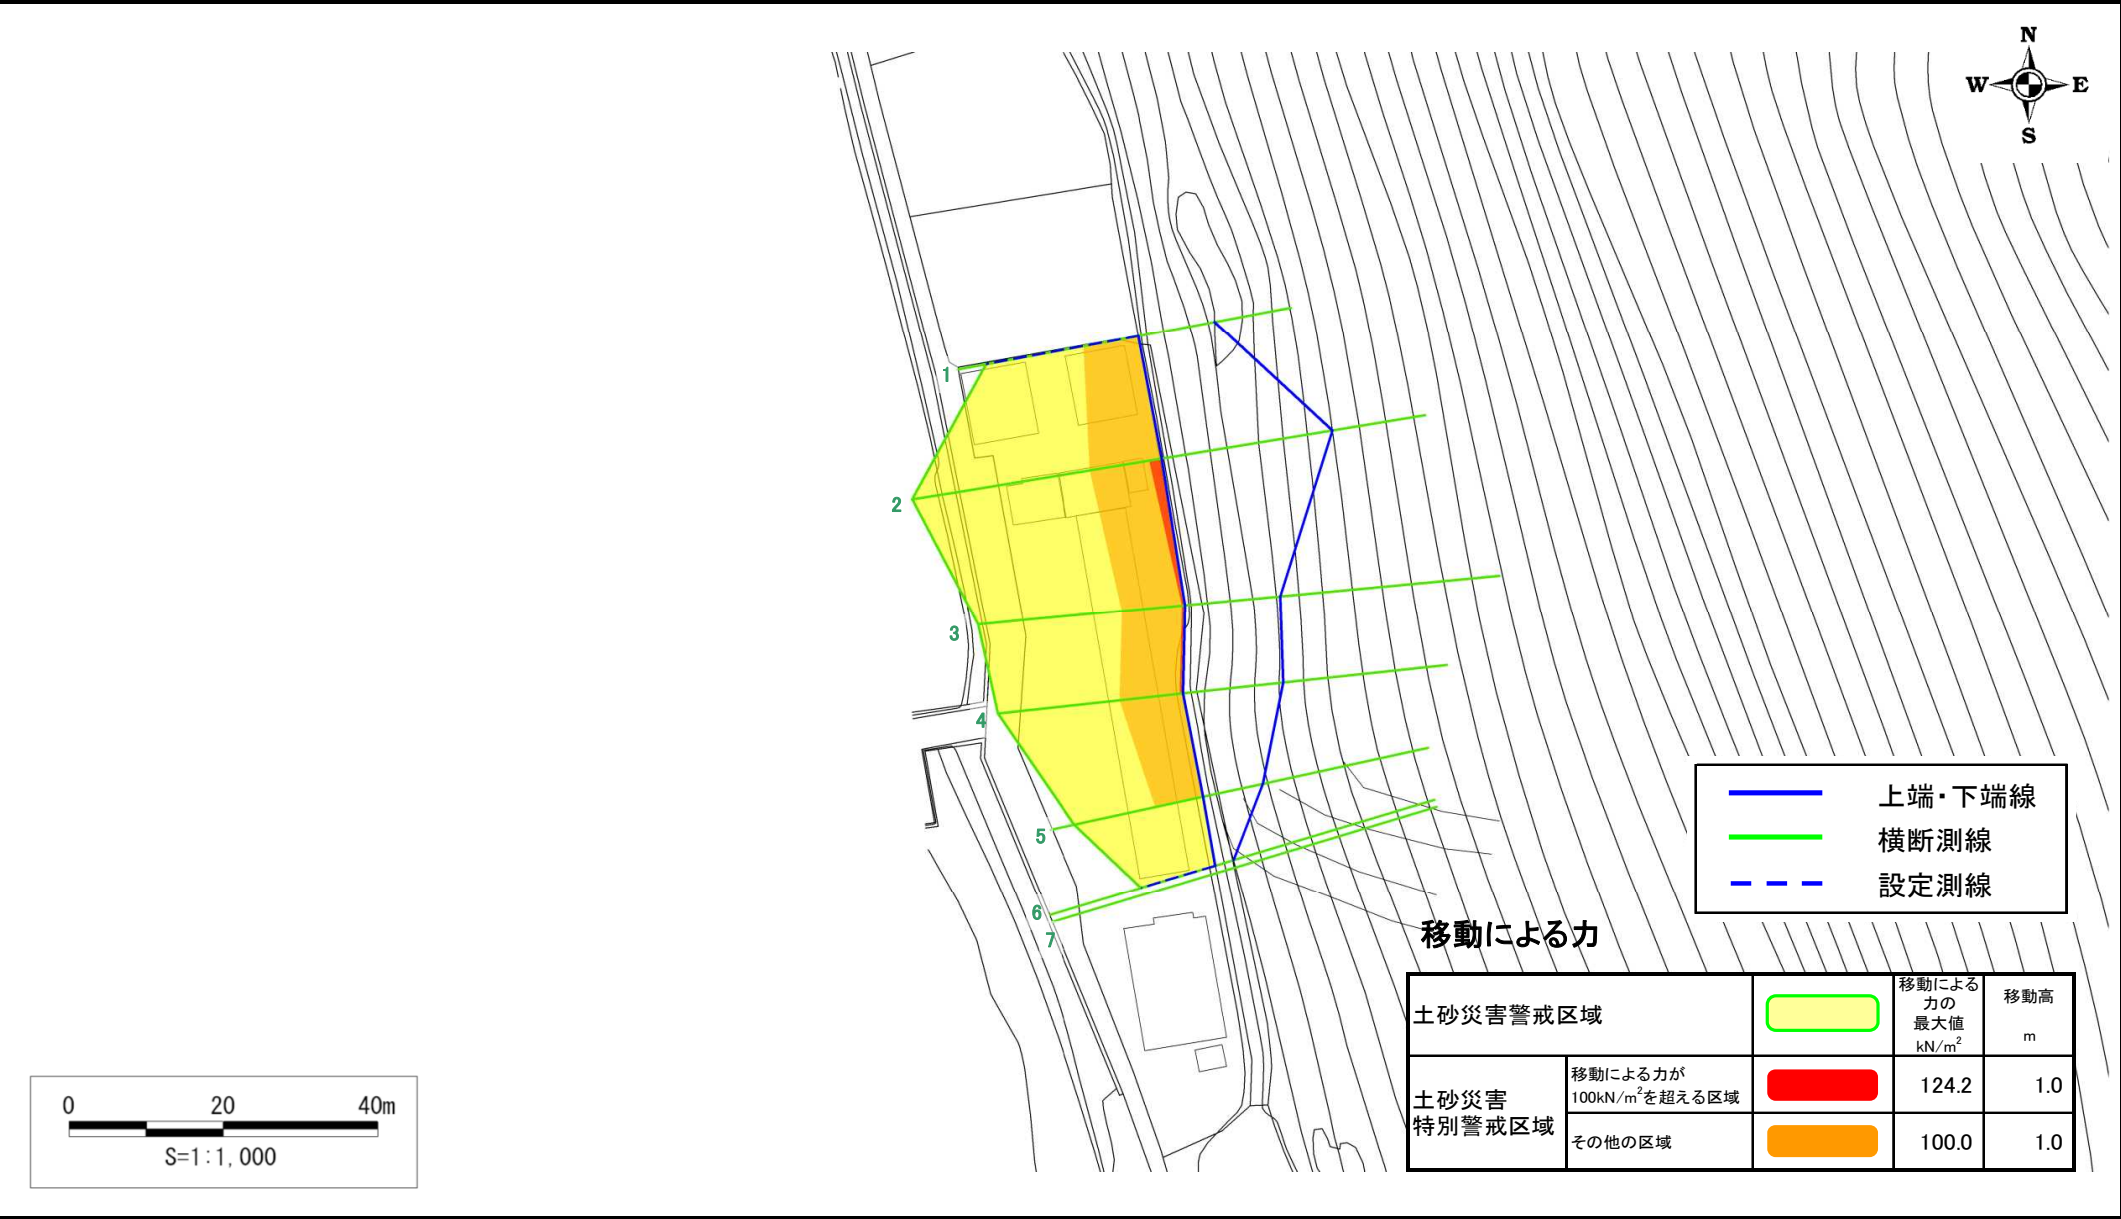 N
W E
S
1
2
3
4
5
6
7
上端・下端線
横断測線
設定測線
移動による力
土砂災害警戒区域
移動による
力の
最大値
kN/m²
移動高
m
土砂災害
特別警戒区域
移動による力が
100kN/m²を超える区域
124.2 1.0
その他の区域
100.0 1.0
0 20 40m
S=1:1,000